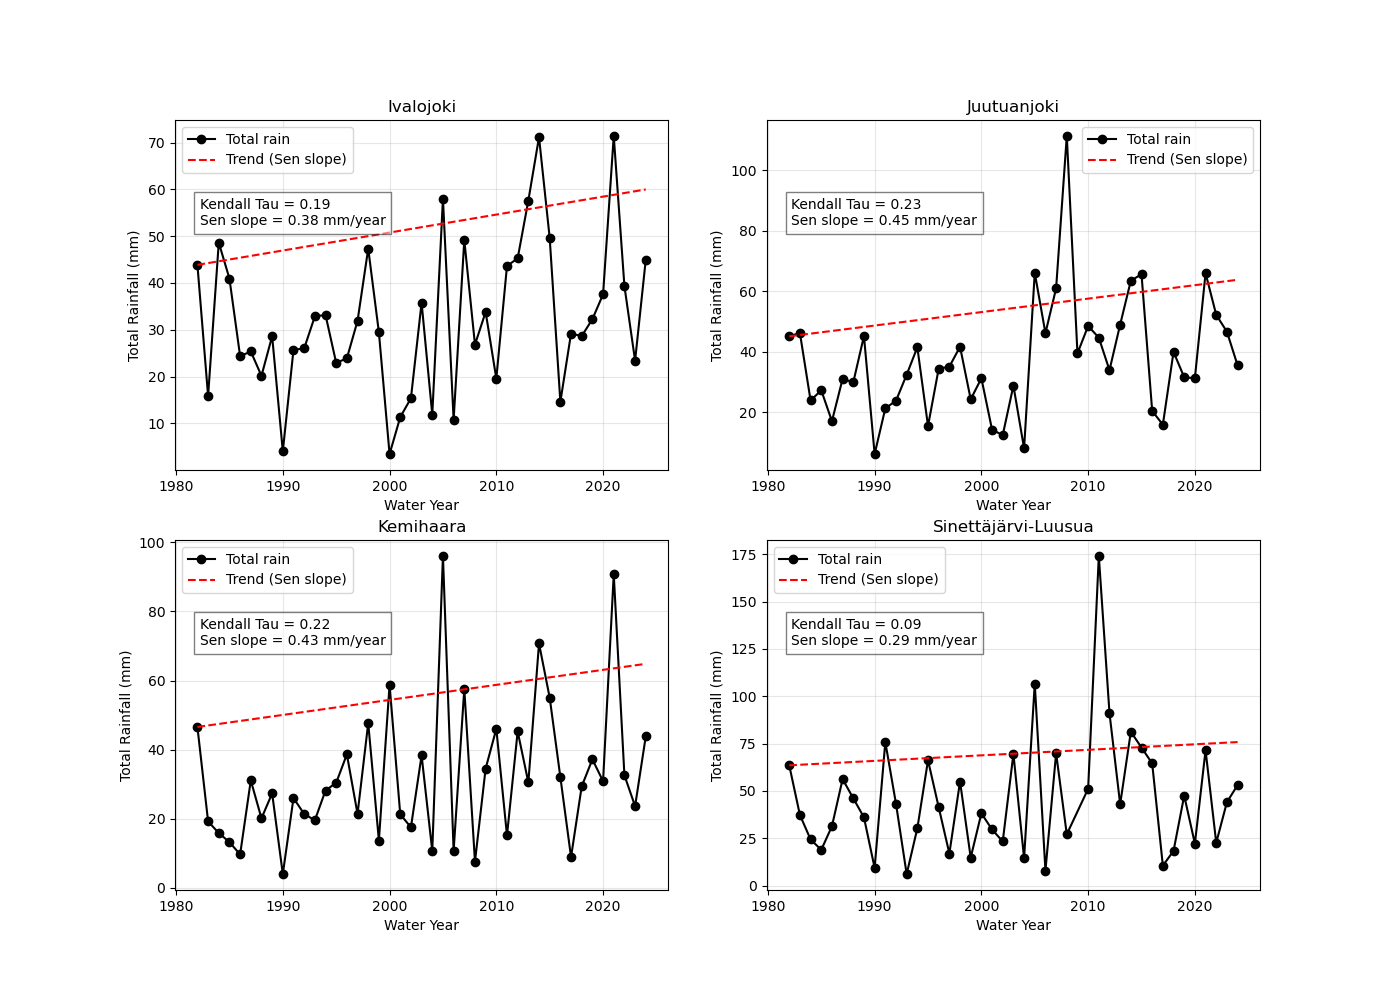 Ivalojoki
Total rain
Trend (Sen slope)
Kendall Tau = 0.19
Sen slope = 0.38 mm/year
Total Rainfall (mm)
70
60
50
40
30
20
10
1980 1990 2000 2010 2020
Water Year
Juutuanjoki
Total rain
Trend (Sen slope)
Kendall Tau = 0.23
Sen slope = 0.45 mm/year
Total Rainfall (mm)
100
80
60
40
20
1980 1990 2000 2010 2020
Water Year
Kemihaara
Total rain
Trend (Sen slope)
Kendall Tau = 0.22
Sen slope = 0.43 mm/year
Total Rainfall (mm)
100
80
60
40
20
0
1980 1990 2000 2010 2020
Water Year
Sinettäjärvi-Luusua
Total rain
Trend (Sen slope)
Kendall Tau = 0.09
Sen slope = 0.29 mm/year
Total Rainfall (mm)
175
150
125
100
75
50
25
0
1980 1990 2000 2010 2020
Water Year